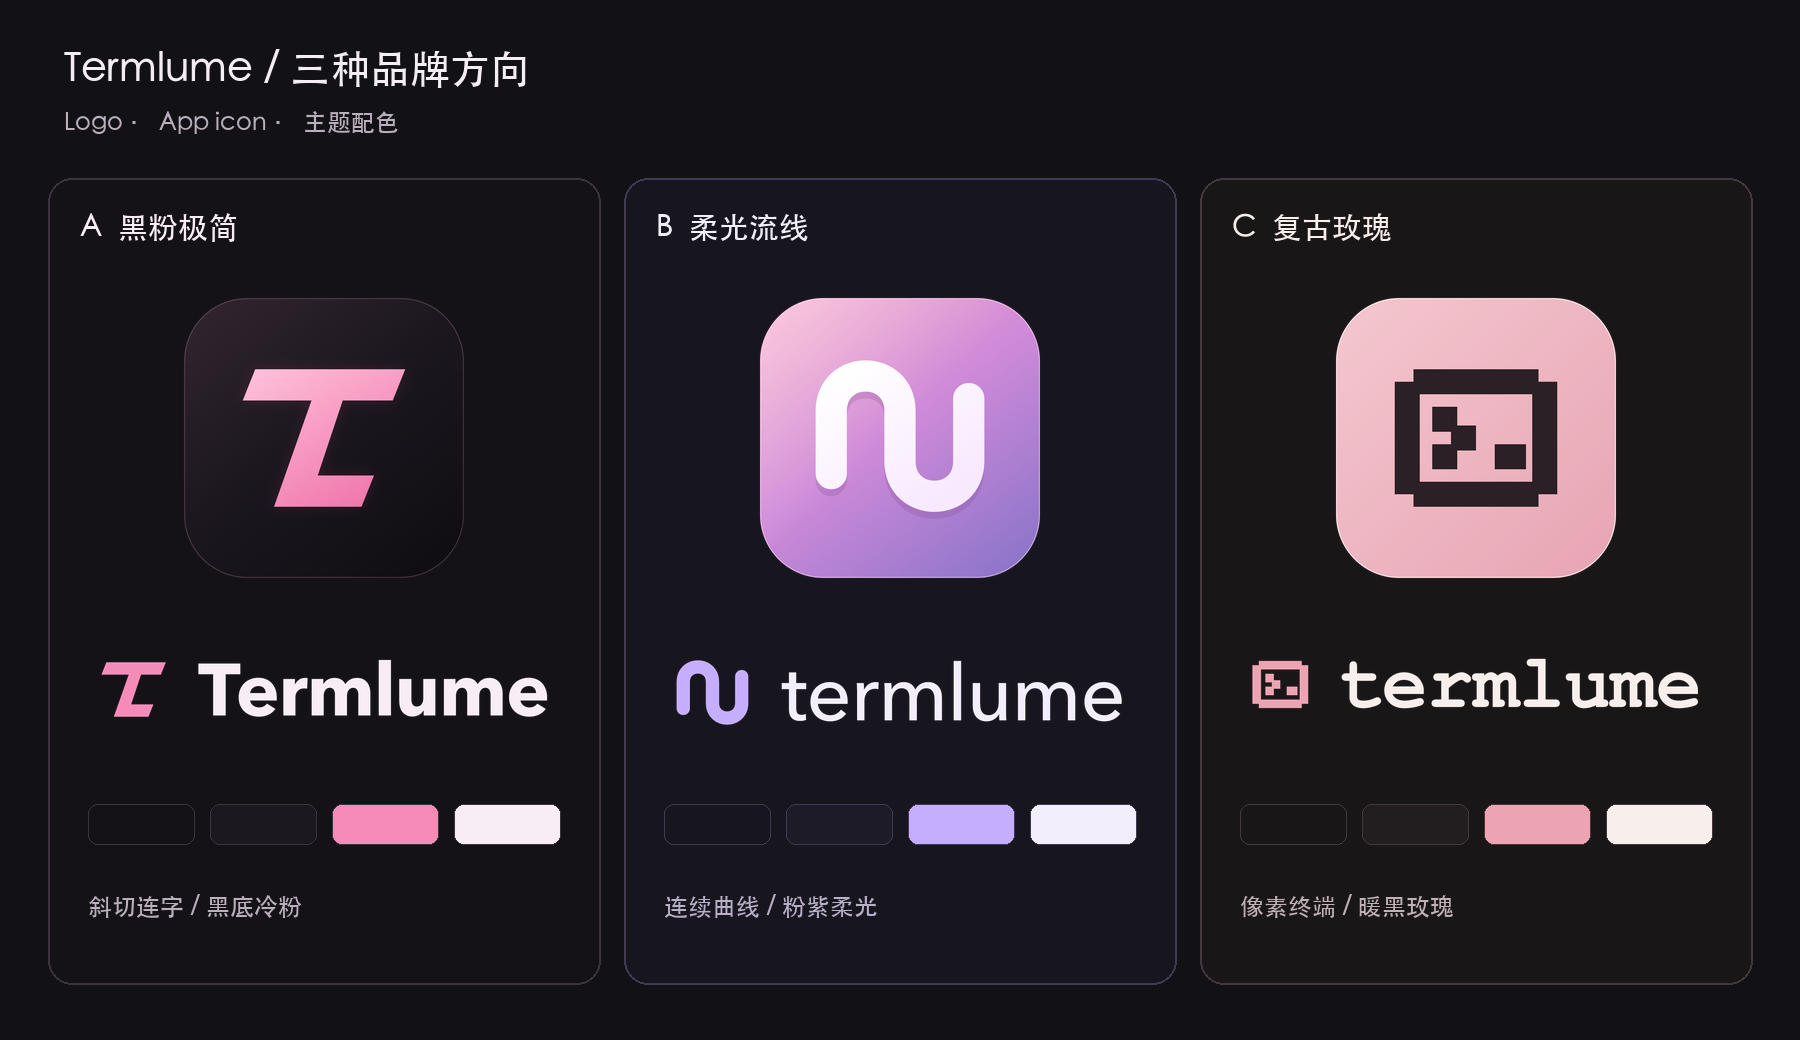 Termlume / 三种品牌方向
Logo · App icon · 主题配色
A 黑粉极简
Termlume
斜切连字 / 黑底冷粉
B 柔光流线
termlume
连续曲线 / 粉紫柔光
C 复古玫瑰
termlume
像素终端 / 暖黑玫瑰